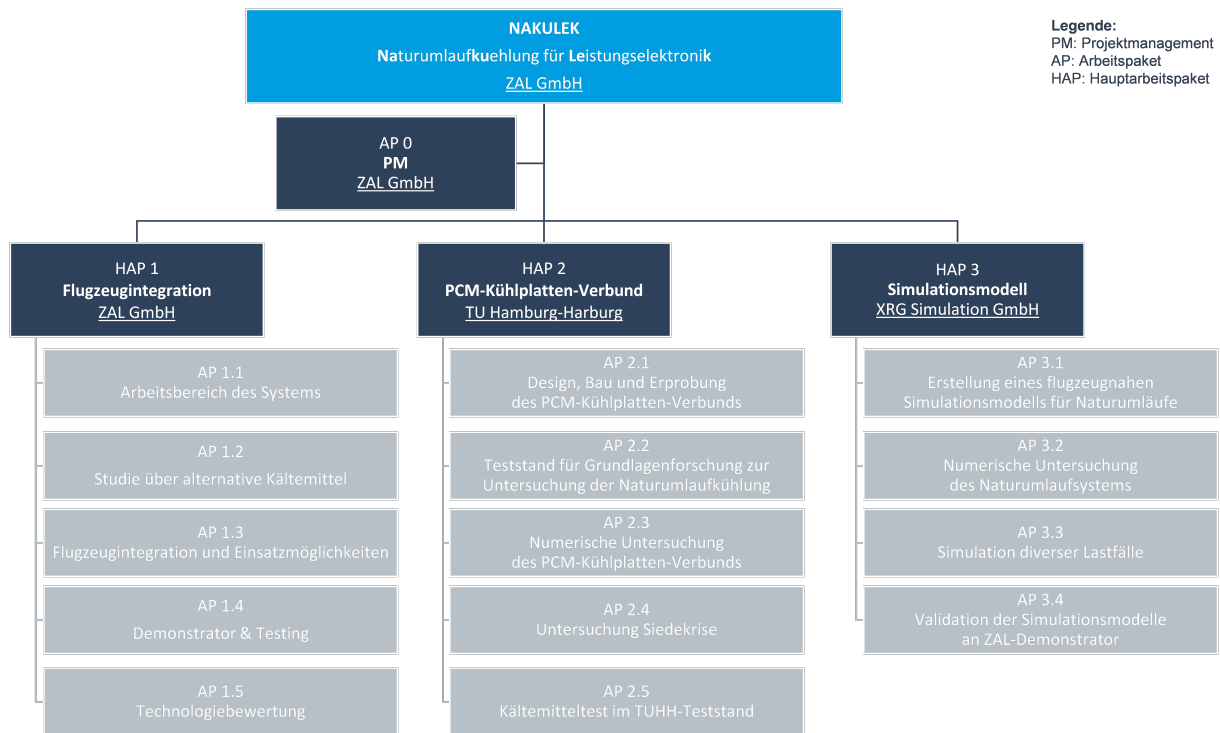 NAKULEK
Naturumlaufkuehlung für Leistungselektronik
ZAL GmbH
Legende:
PM: Projektmanagement
AP: Arbeitspaket
HAP: Hauptarbeitspaket
AP 0
PM
ZAL GmbH
HAP 1
Flugzeugintegration
ZAL GmbH
AP 1.1
Arbeitsbereich des Systems
AP 1.2
Studie über alternative Kältemittel
AP 1.3
Flugzeugintegration und Einsatzmöglichkeiten
AP 1.4
Demonstrator & Testing
AP 1.5
Technologiebewertung
HAP 2
PCM-Kühlplatten-Verbund
TU Hamburg-Harburg
AP 2.1
Design, Bau und Erprobung
des PCM-Kühlplatten-Verbunds
AP 2.2
Teststand für Grundlagenforschung zur
Untersuchung der Naturumlaufkühlung
AP 2.3
Numerische Untersuchung
des PCM-Kühlplatten-Verbunds
AP 2.4
Untersuchung Siedekrise
AP 2.5
Kältemitteltest im TUHH-Teststand
HAP 3
Simulationsmodell
XRG Simulation GmbH
AP 3.1
Erstellung eines flugzeugnahen
Simulationsmodells für Naturumläufe
AP 3.2
Numerische Untersuchung
des Naturumlaufsystems
AP 3.3
Simulation diverser Lastfälle
AP 3.4
Validation der Simulationsmodelle
an ZAL-Demonstrator